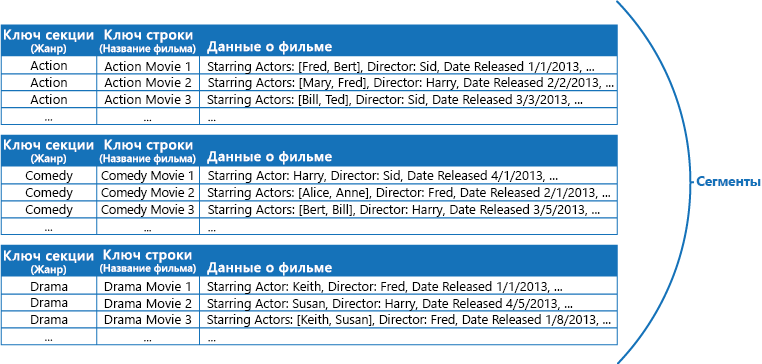 Ключ секции Ключ строки
(Жанр) (Название фильма) Данные о фильме
Action Action Movie 1 Starring Actors: [Fred, Bert], Director: Sid, Date Released 1/1/2013, ...
Action Action Movie 2 Starring Actors: [Mary, Fred], Director: Harry, Date Released 2/2/2013, ...
Action Action Movie 3 Starring Actors: [Bill, Ted], Director: Sid, Date Released 3/3/2013, ...
... ... ...
Ключ секции Ключ строки
(Жанр) (Название фильма) Данные о фильме
Comedy Comedy Movie 1 Starring Actor: Harry, Director: Sid, Date Released 4/1/2013, ...
Comedy Comedy Movie 2 Starring Actors: [Alice, Anne], Director: Fred, Date Released 2/1/2013, ...
Comedy Comedy Movie 3 Starring Actors: [Bert, Bill], Director: Harry, Date Released 3/5/2013, ...
... ... ...
Ключ секции Ключ строки
(Жанр) (Название фильма) Данные о фильме
Drama Drama Movie 1 Starring Actor: Keith, Director: Fred, Date Released 1/1/2013, ...
Drama Drama Movie 2 Starring Actor: Susan, Director: Harry, Date Released 4/5/2013, ...
Drama Drama Movie 3 Starring Actors: [Keith, Susan], Director: Fred, Date Released 1/8/2013, ...
... ... ...
Сегменты